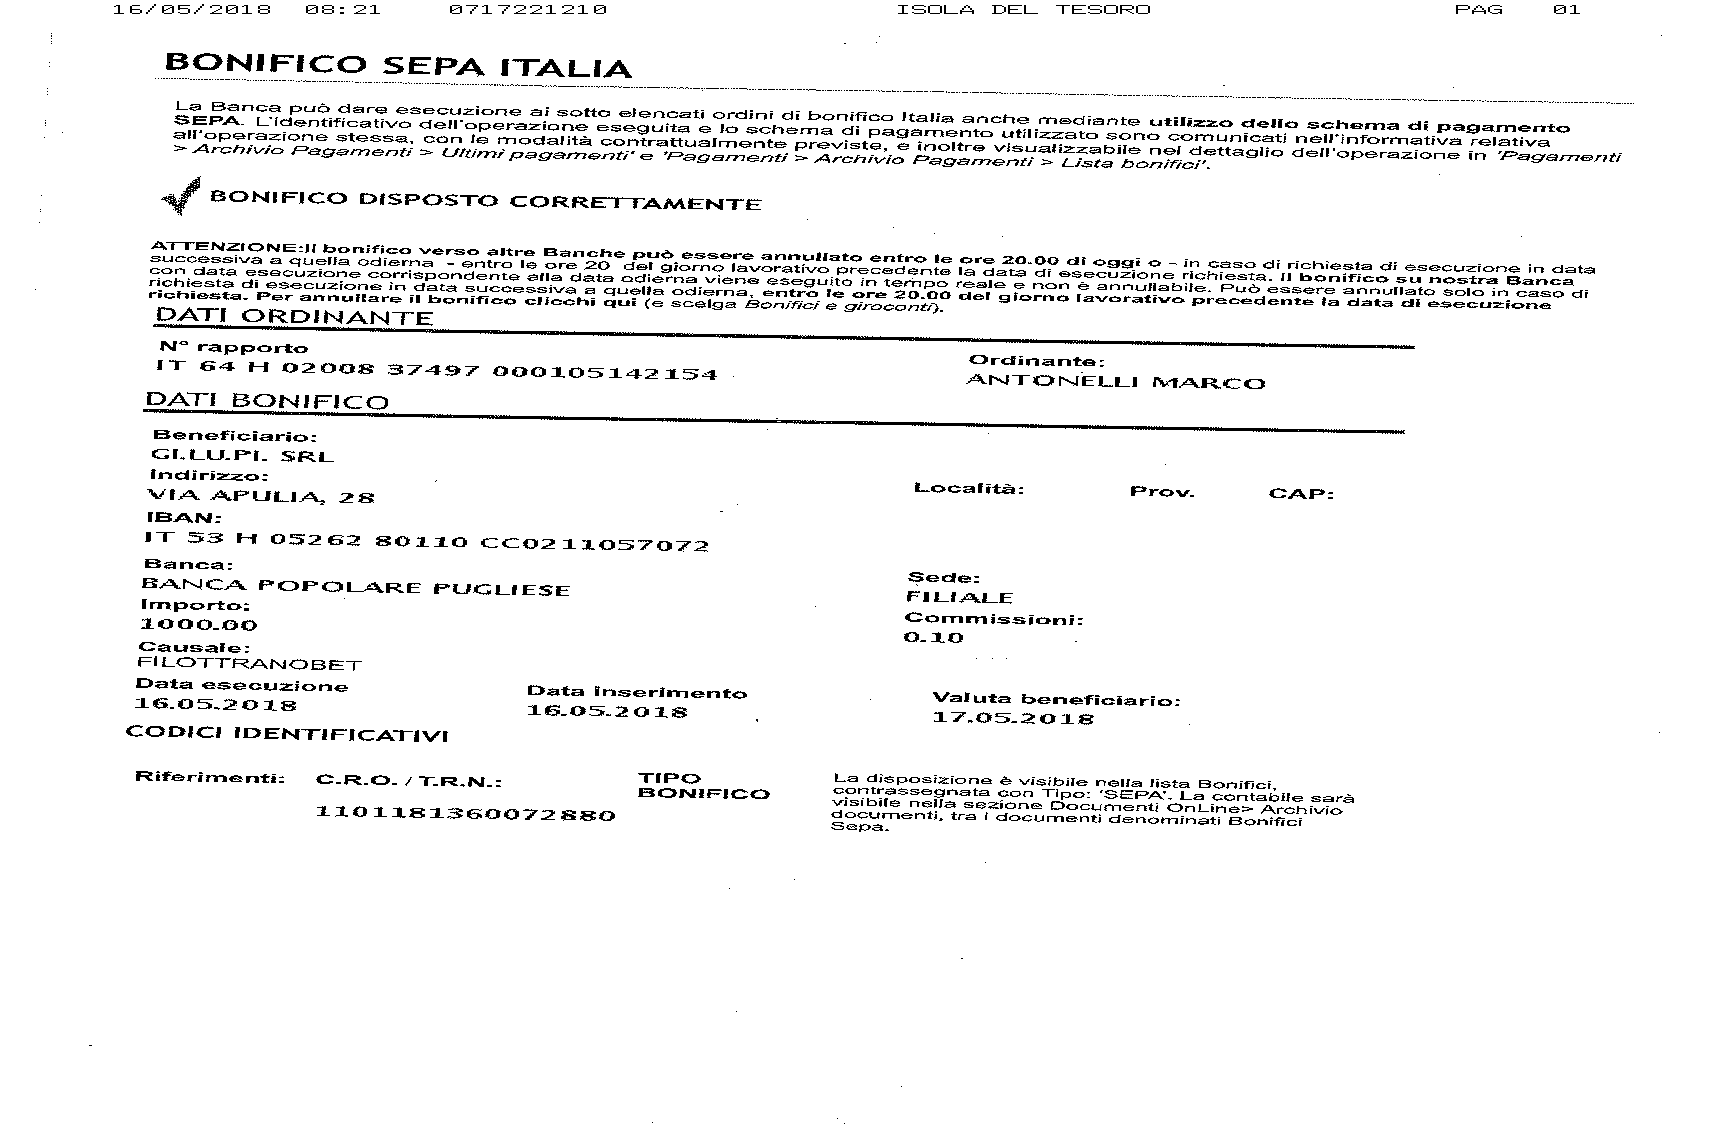 16/05/2018 08:21 0717221210 ISOLA DEL TESORO PAG 01
BONIFICO SEPA ITALIA
La Banca può dare esecuzione ai sotto elencati ordini di bonifico Italia anche mediante utilizzo dello schema di pagamento
SEPA. L'identificativo dell'operazione eseguita e lo schema di pagamento utilizzato sono comunicati nell'informativa relativa
all'operazione stessa, con le modalità contrattualmente previste, e inoltre visualizzabile nel dettaglio dell'operazione in 'Pagamenti
> Archivio Pagamenti > Ultimi pagamenti' e 'Pagamenti > Archivio Pagamenti > Lista bonifici'.
BONIFICO DISPOSTO CORRETTAMENTE
ATTENZIONE:Il bonifico verso altre Banche può essere annullato entro le ore 20.00 di oggi o - in caso di richiesta di esecuzione in data
successiva a quella odierna - entro le ore 20 del giorno lavorativo precedente la data di esecuzione richiesta. Il bonifico su nostra Banca
con data esecuzione corrispondente alla data odierna viene eseguito in tempo reale e non è annullabile. Può essere annullato solo in caso di
richiesta di esecuzione in data successiva a quella odierna, entro le ore 20.00 del giorno lavorativo precedente la data di esecuzione
richiesta. Per annullare il bonifico clicchi qui (e scelga Bonifici e giroconti).
DATI ORDINANTE
N° rapporto Ordinante:
IT 64 H 02008 37497 000105142154 ANTONELLI MARCO
DATI BONIFICO
Beneficiario:
GI.LU.PI. SRL
Indirizzo: Località: Prov. CAP:
VIA APULIA, 28
IBAN:
IT 53 H 05262 80110 CC0211057072
Banca: Sede:
BANCA POPOLARE PUGLIESE FILIALE
Importo: Commissioni:
1000.00 0.10
Causale:
FILOTTRANOBET
Data esecuzione Data inserimento Valuta beneficiario:
16.05.2018 16.05.2018 17.05.2018
CODICI IDENTIFICATIVI
Riferimenti: C.R.O. / T.R.N.: TIPO BONIFICO
1101181360072880
La disposizione è visibile nella lista Bonifici,
contrassegnata con Tipo: 'SEPA'. La contabile sarà
visibile nella sezione Documenti OnLine> Archivio
documenti, tra i documenti denominati Bonifici
Sepa.